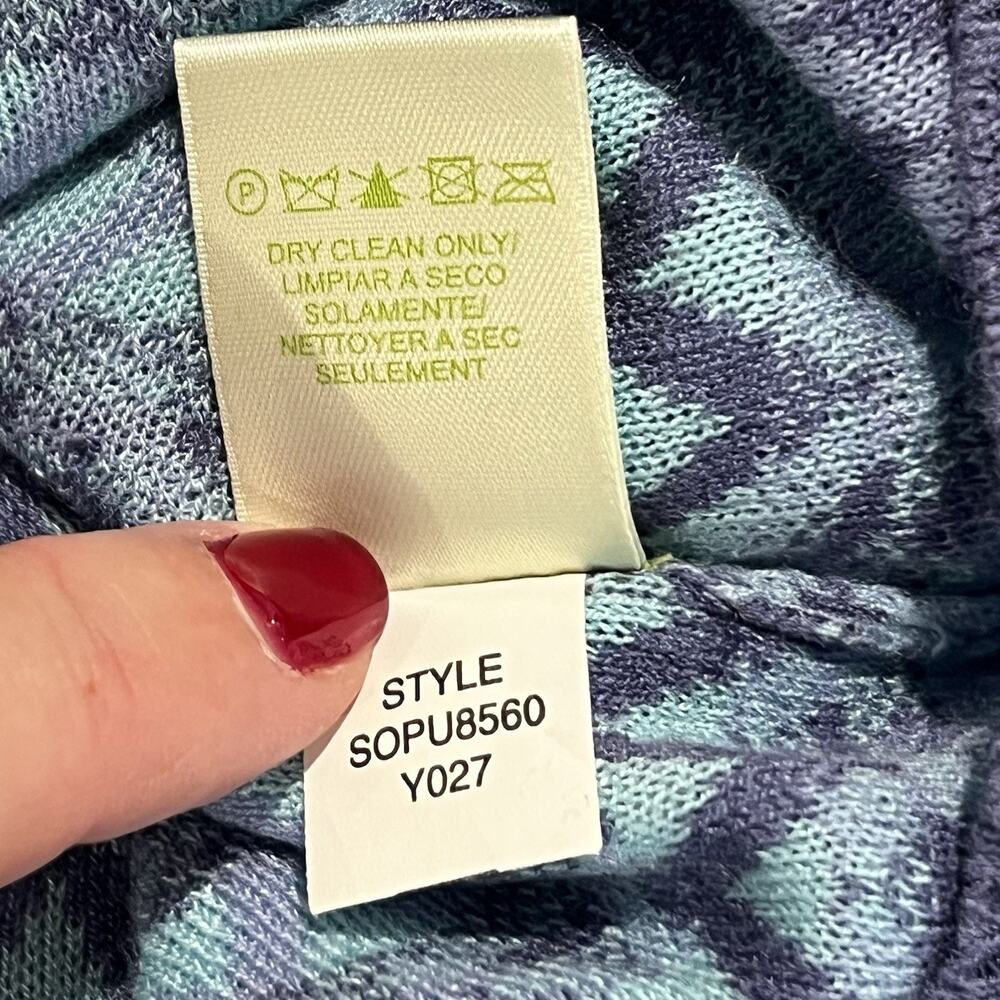 P
DRY CLEAN ONLY/
LIMPIAR A SECO
SOLAMENTE/
NETTOYER A SEC
SEULEMENT
STYLE
SOPU8560
Y027